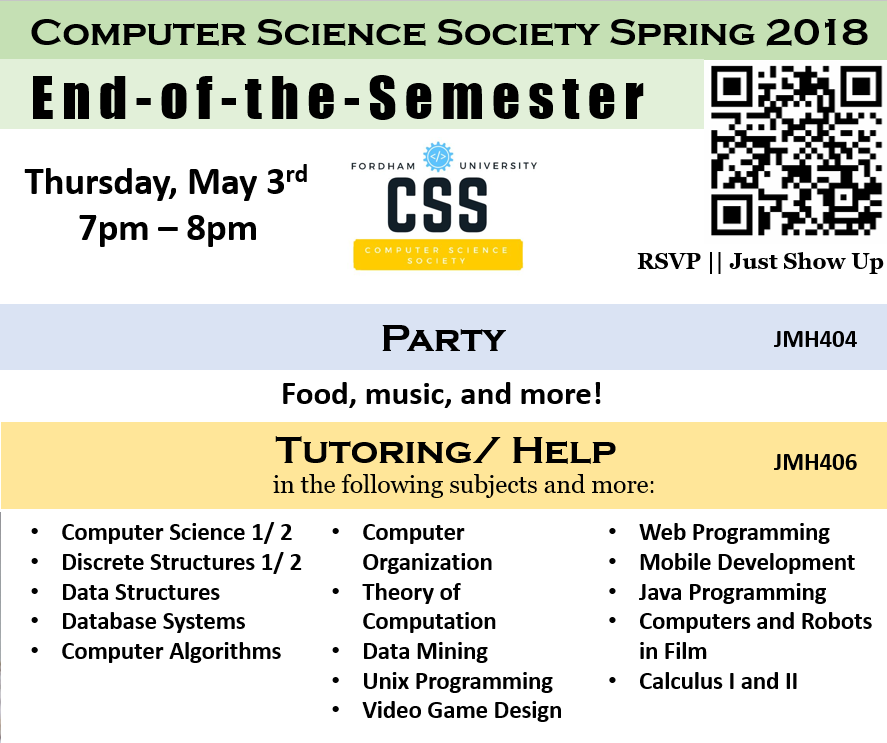 COMPUTER SCIENCE SOCIETY SPRING 2018
End-of-the-Semester
Thursday, May 3rd
7pm – 8pm
FORDHAM UNIVERSITY
CSS
COMPUTER SCIENCE
SOCIETY
RSVP || Just Show Up
PARTY
JMH404
Food, music, and more!
TUTORING/ HELP
JMH406
in the following subjects and more:
• Computer Science 1/ 2
• Discrete Structures 1/ 2
• Data Structures
• Database Systems
• Computer Algorithms
• Computer
Organization
• Theory of
Computation
• Data Mining
• Unix Programming
• Video Game Design
• Web Programming
• Mobile Development
• Java Programming
• Computers and Robots
in Film
• Calculus I and II